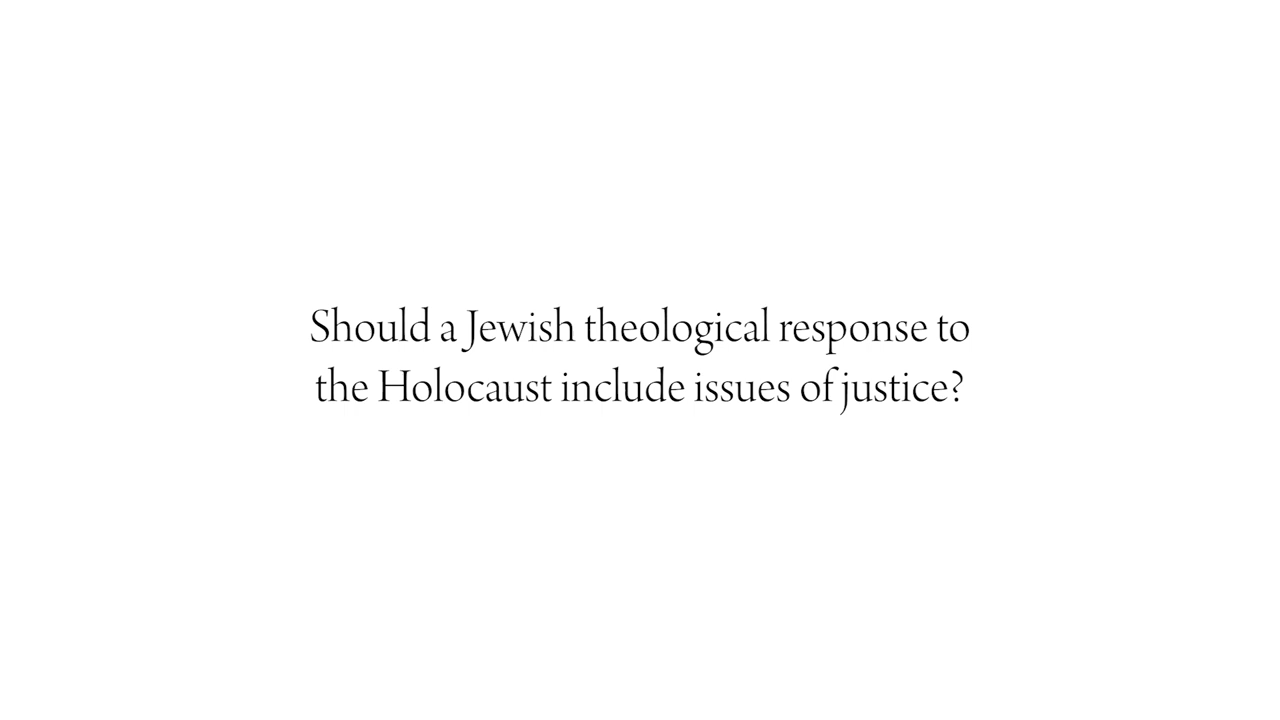 Should a Jewish theological response to
the Holocaust include issues of justice?